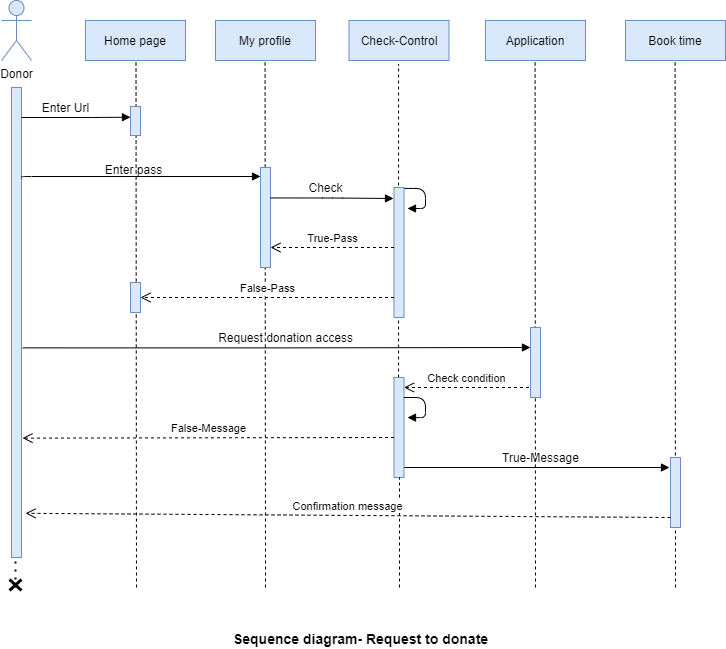 Home page
My profile
Check-Control
Application
Book time
Donor
Enter Url
Enter pass
Check
True-Pass
False-Pass
Request donation access
Check condition
False-Message
True-Message
Confirmation message
Sequence diagram- Request to donate